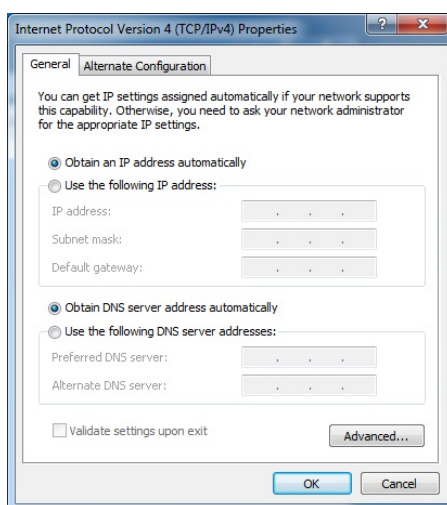 Internet Protocol Version 4 (TCP/IPv4) Properties
General
Alternate Configuration
You can get IP settings assigned automatically if your network supports
this capability. Otherwise, you need to ask your network administrator
for the appropriate IP settings.
Obtain an IP address automatically
Use the following IP address:
IP address:
Subnet mask:
Default gateway:
Obtain DNS server address automatically
Use the following DNS server addresses:
Preferred DNS server:
Alternate DNS server:
Validate settings upon exit
Advanced...
OK
Cancel